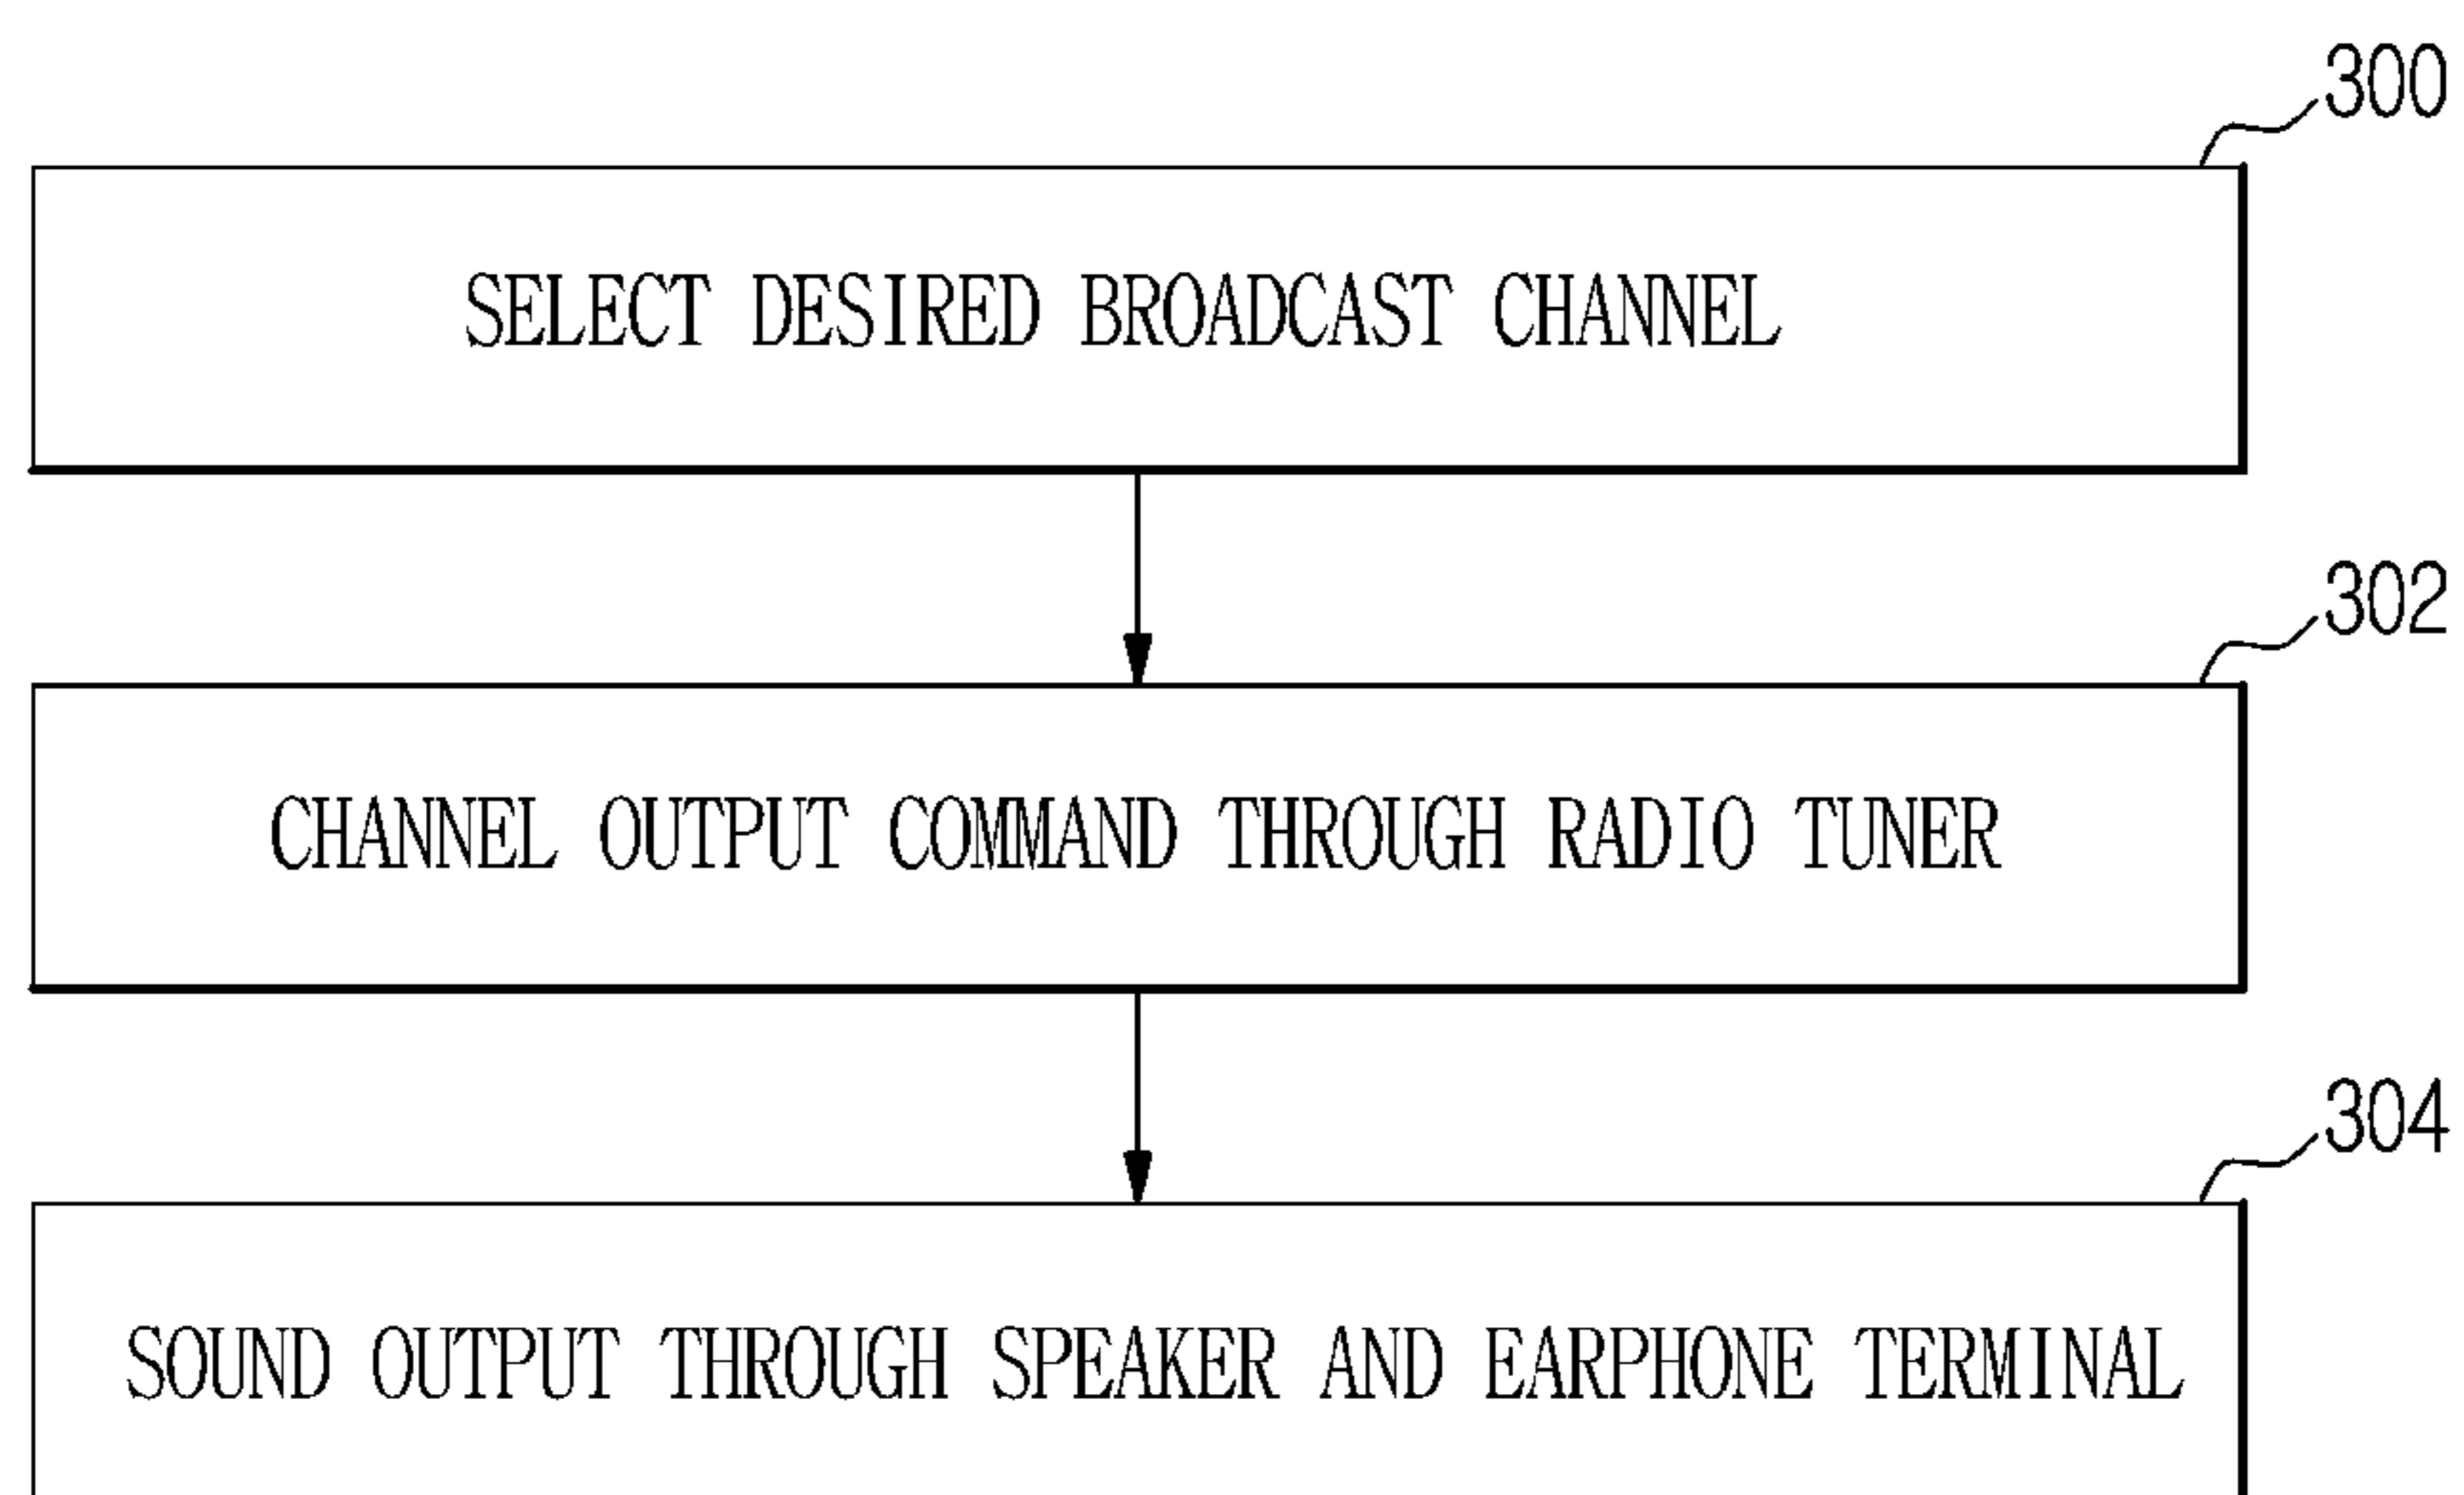 300
SELECT DESIRED BROADCAST CHANNEL
302
CHANNEL OUTPUT COMMAND THROUGH RADIO TUNER
304
SOUND OUTPUT THROUGH SPEAKER AND EARPHONE TERMINAL